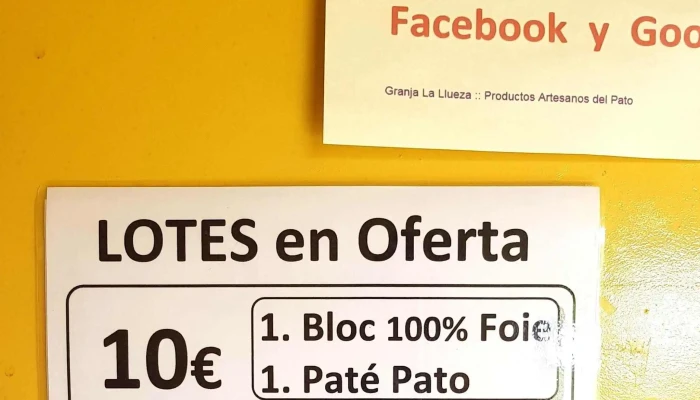 Facebook y Goo
Granja La Llueza :: Productos Artesanos del Pato
LOTES en Oferta
10€
1. Bloc 100% Foie
1. Paté Pato